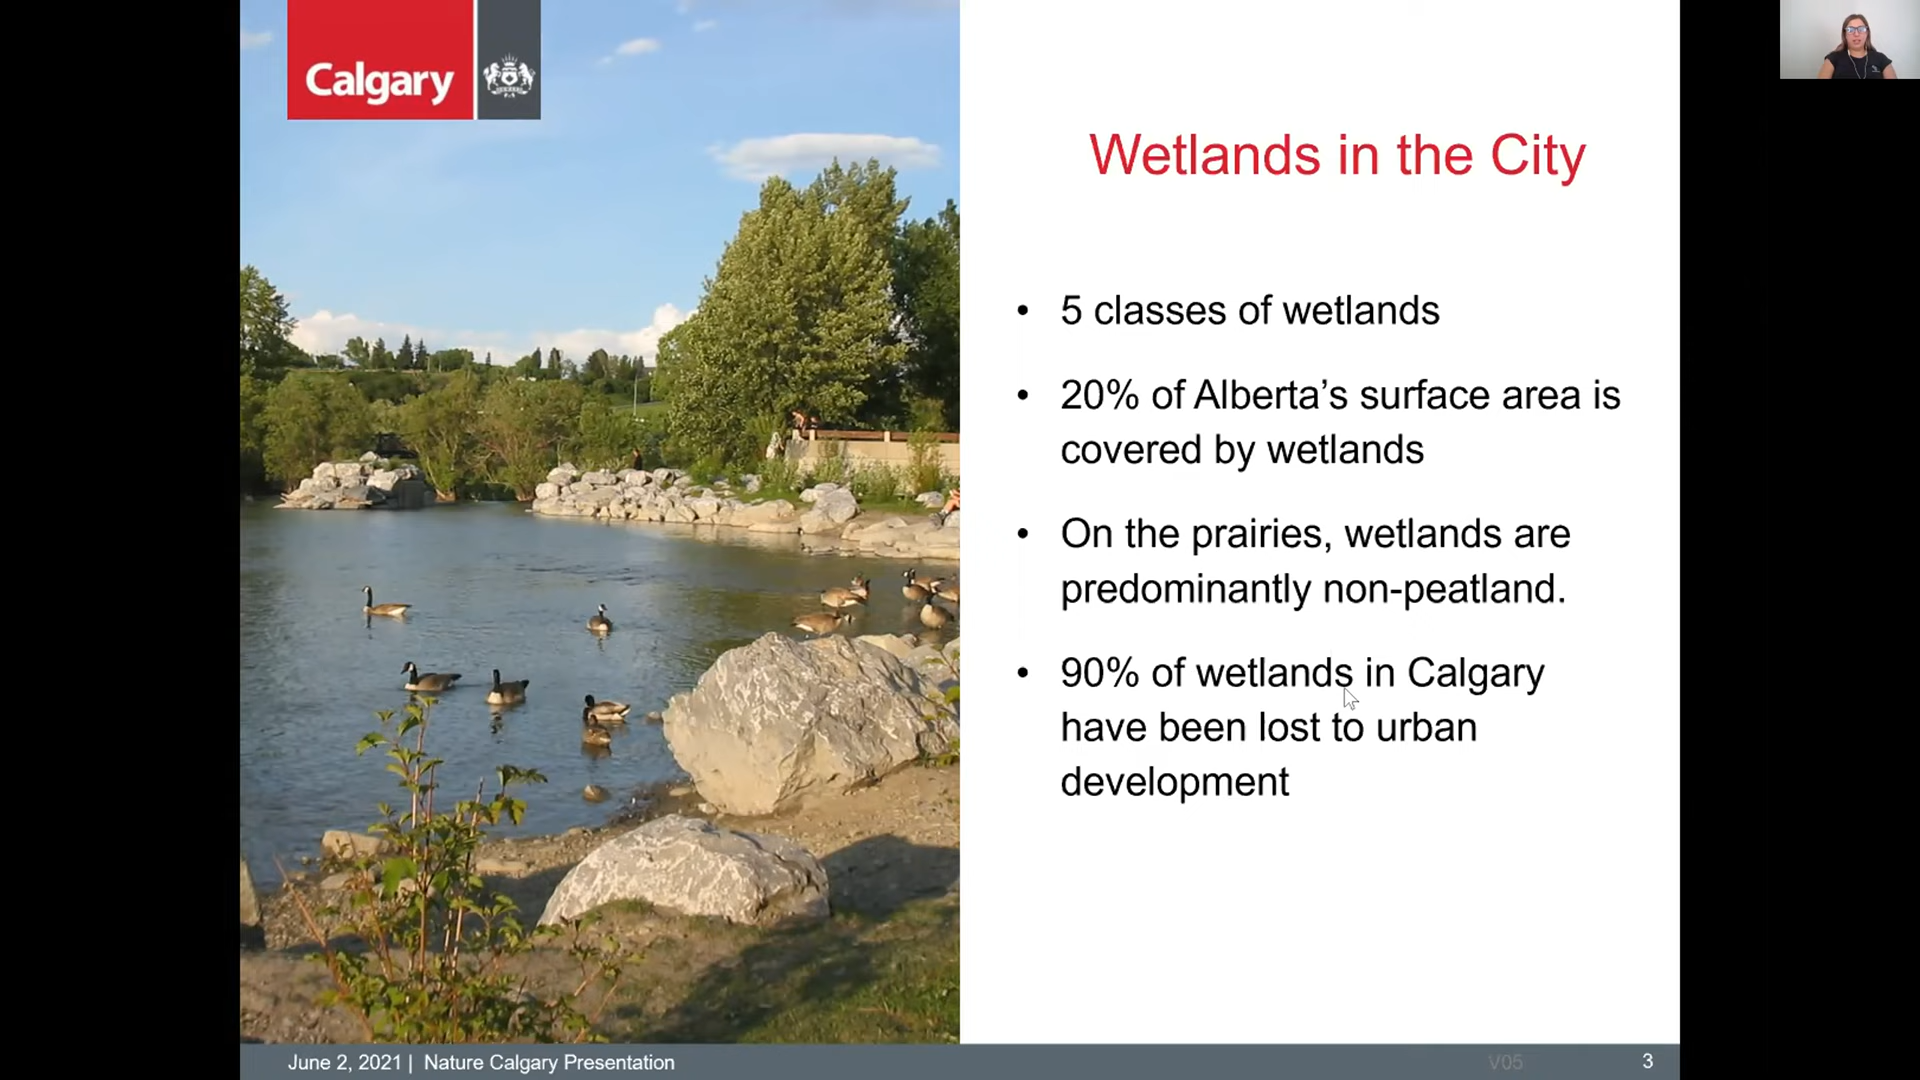 Calgary
Wetlands in the City
• 5 classes of wetlands
• 20% of Alberta’s surface area is
covered by wetlands
• On the prairies, wetlands are
predominantly non-peatland.
• 90% of wetlands in Calgary
have been lost to urban
development
June 2, 2021 | Nature Calgary Presentation
V05
3